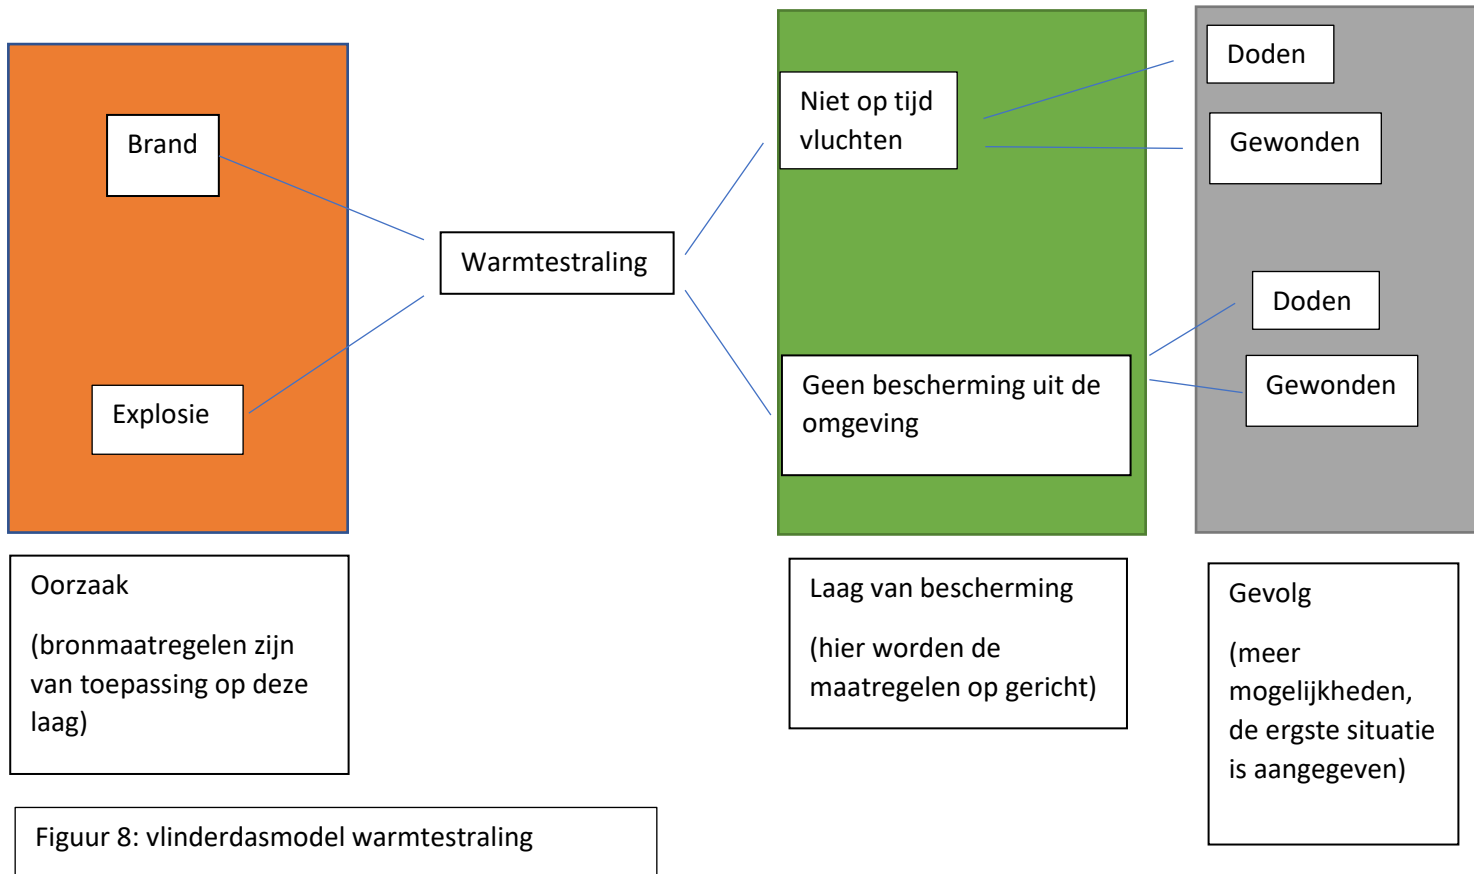 Brand
Explosie
Warmtestraling
Niet op tijd
vluchten
Geen bescherming uit de
omgeving
Doden
Gewonden
Doden
Gewonden
Oorzaak
(bronmaatregelen zijn
van toepassing op deze
laag)
Laag van bescherming
(hier worden de
maatregelen op gericht)
Gevolg
(meer
mogelijkheden,
de ergste situatie
is aangegeven)
Figuur 8: vlinderdasmodel warmtestraling